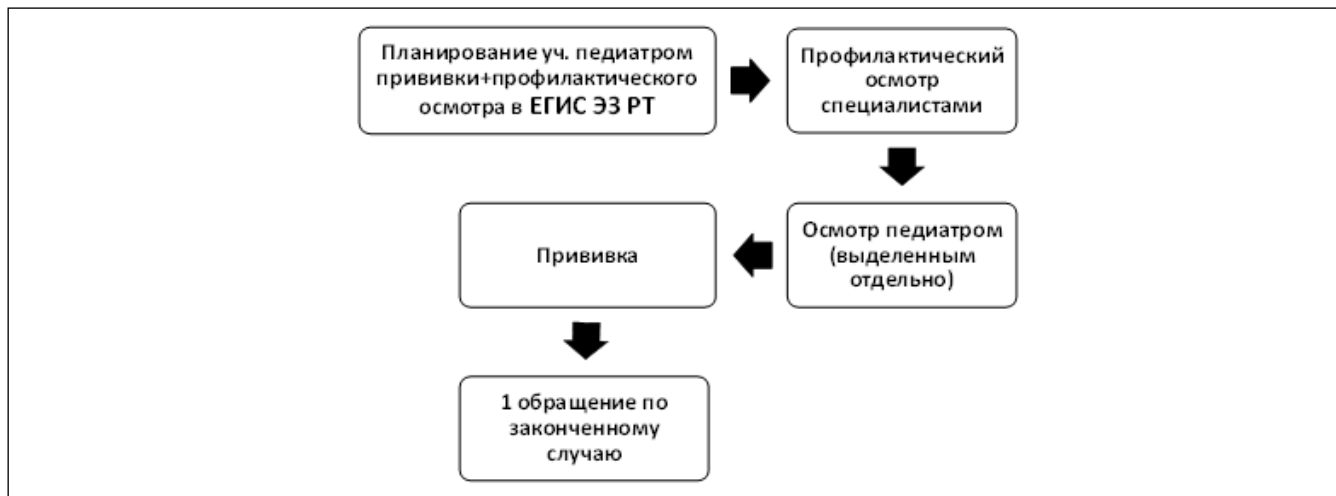 Планирование уч. педиатром
прививки+профилактического
осмотра в ЕГИС ЭЗ РТ
Профилактический
осмотр
специалистами
Осмотр педиатром
(выделенным
отдельно)
Прививка
1 обращение по
законченному
случаю